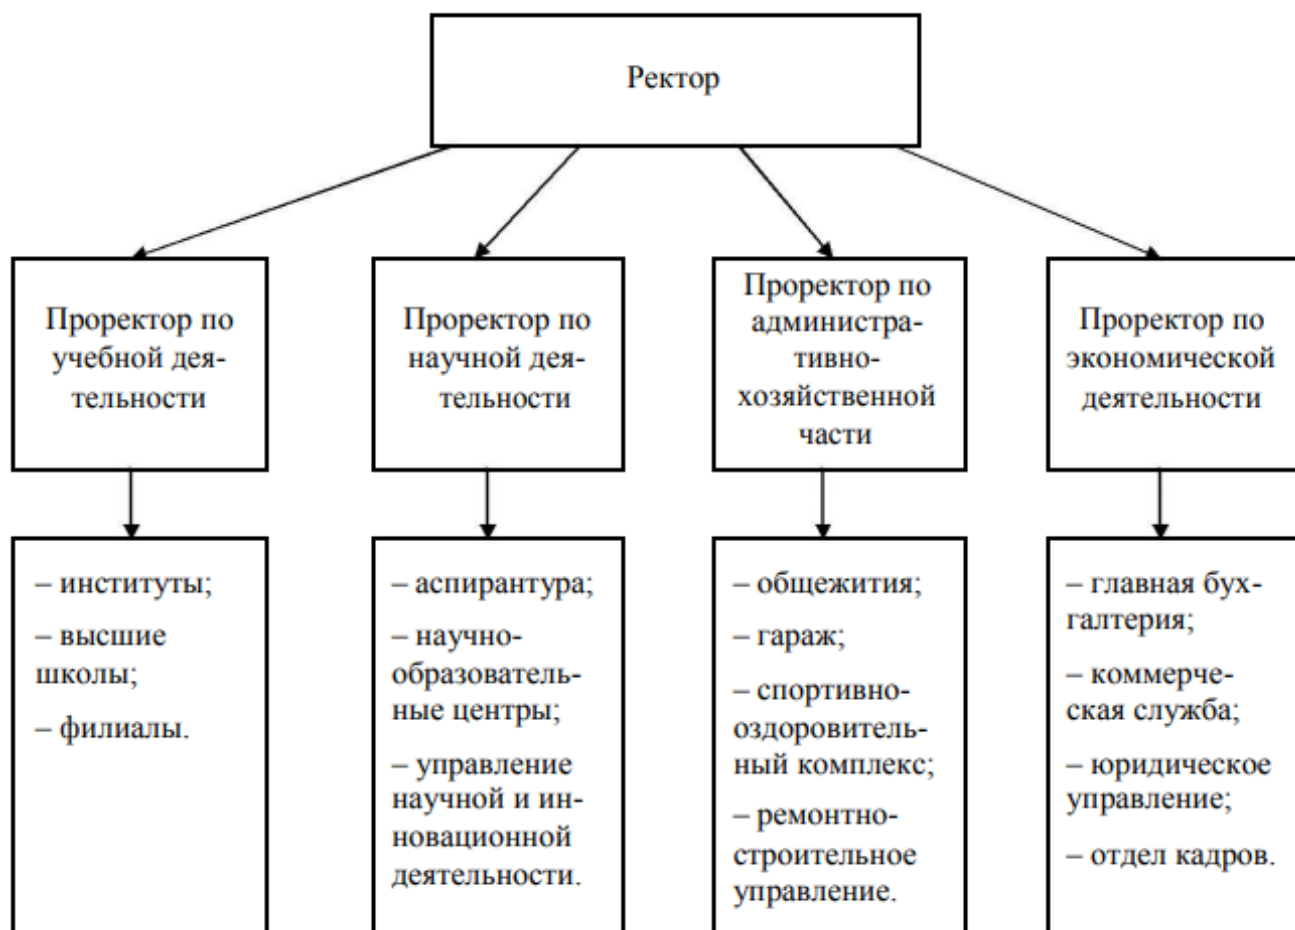 Ректор
Проректор по
учебной дея-
тельности
Проректор по
научной дея-
тельности
Проректор по
администра-
тивно-
хозяйственной
части
Проректор по
экономической
деятельности
– институты;
– высшие
школы;
– филиалы.
– аспирантура;
– научно-
образователь-
ные центры;
– управление
научной и ин-
новационной
деятельности.
– общежития;
– гараж;
– спортивно-
оздоровитель-
ный комплекс;
– ремонтно-
строительное
управление.
– главная бух-
галтерия;
– коммерче-
ская служба;
– юридическое
управление;
– отдел кадров.